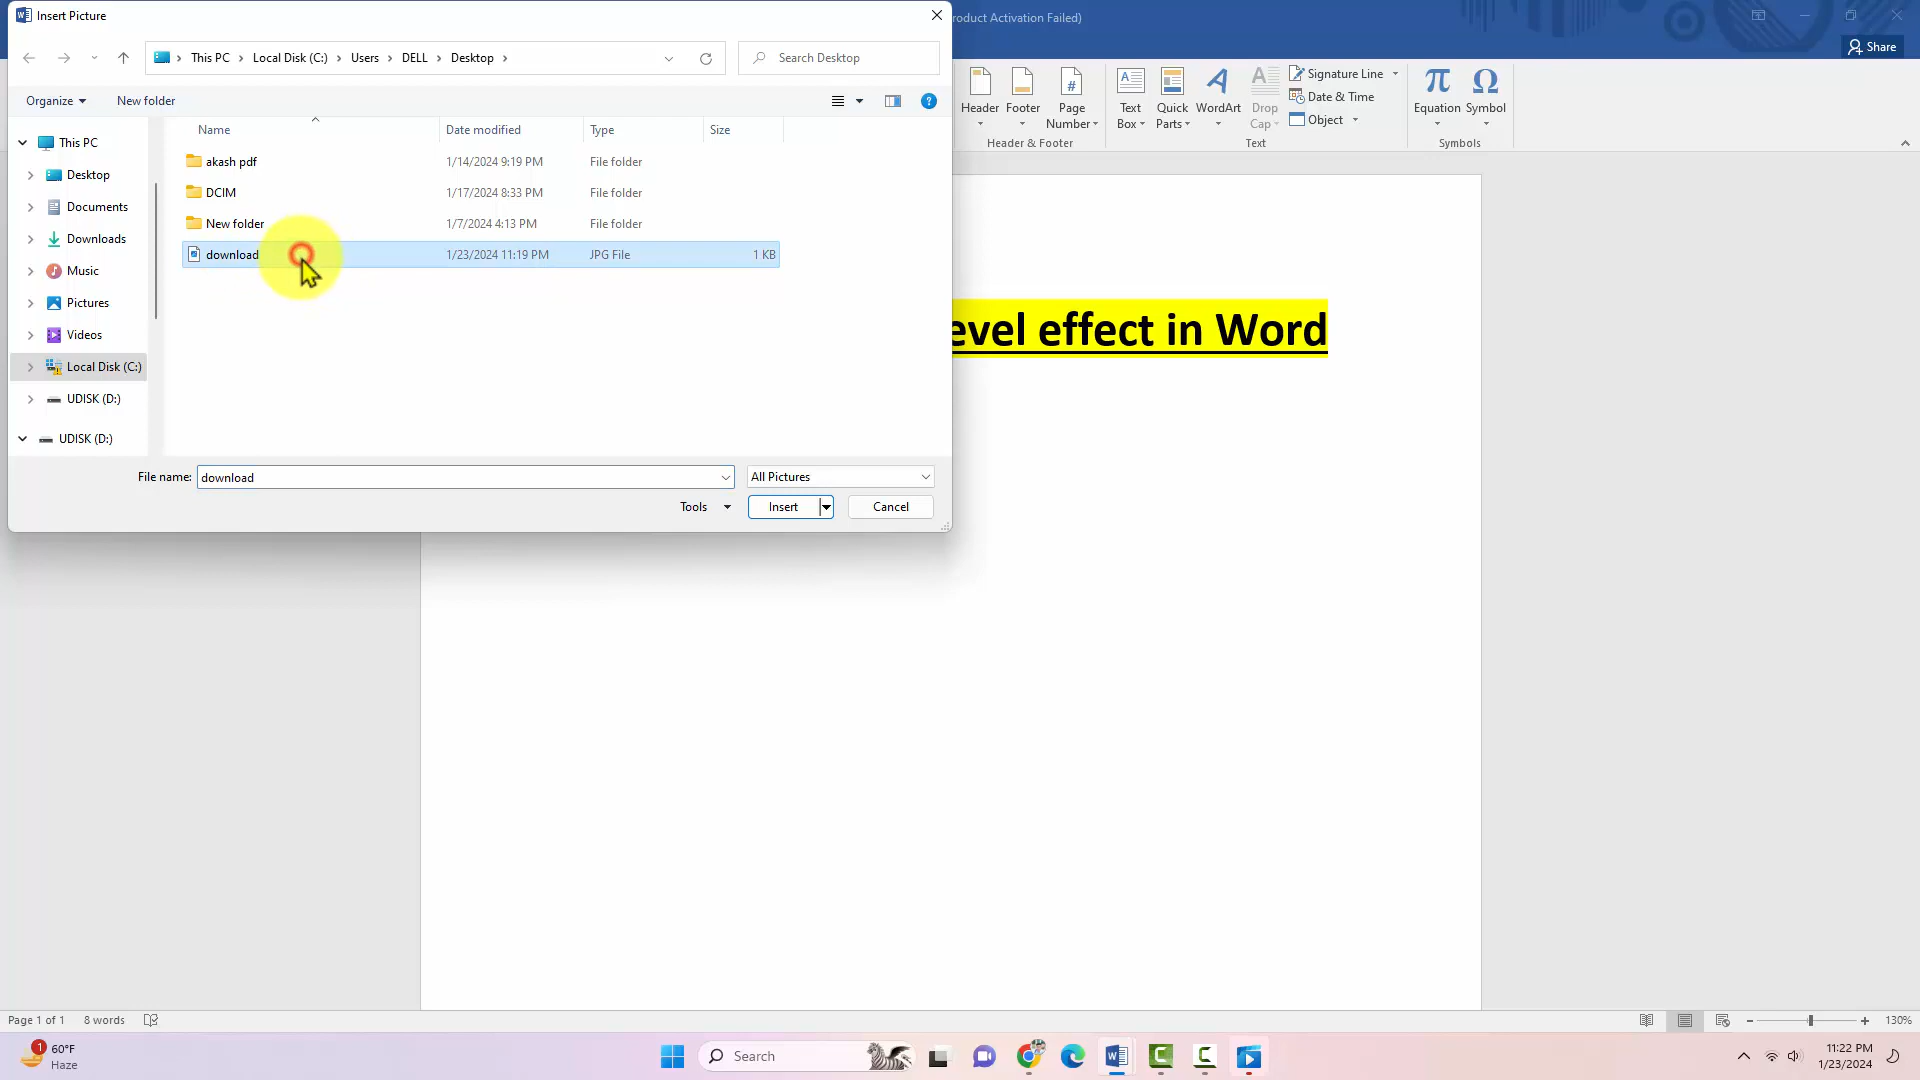 Insert Picture
roduct Activation Failed)
Share
This PC > Local Disk (C:) > Users > DELL > Desktop >
Search Desktop
Organize
New folder
Name
Date modified
Type
Size
This PC
Desktop
Documents
Downloads
Music
Pictures
Videos
Local Disk (C:)
UDISK (D:)
UDISK (D:)
akash pdf 1/14/2024 9:19 PM File folder
DCIM 1/17/2024 8:33 PM File folder
New folder 1/7/2024 4:13 PM File folder
download 1/23/2024 11:19 PM JPG File 1 KB
File name: download
All Pictures
Tools
Insert
Cancel
Header
Footer
Page
Number
Header & Footer
Text
Box
Quick
Parts
WordArt
Drop
Cap
Signature Line
Date & Time
Object
Text
Equation
Symbol
Symbols
evel effect in Word
Page 1 of 1
8 words
130%
1
60°F
Haze
Search
11:22 PM
1/23/2024